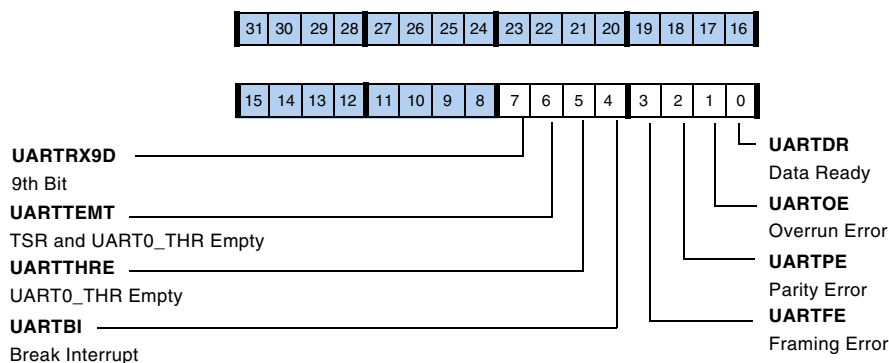 31 30 29 28 27 26 25 24 23 22 21 20 19 18 17 16
15 14 13 12 11 10 9 8 7 6 5 4 3 2 1 0
UARTRX9D
9th Bit
UARTTEMT
TSR and UART0_THR Empty
UARTTHRE
UART0_THR Empty
UARTBI
Break Interrupt
UARTDR
Data Ready
UARTOE
Overrun Error
UARTPE
Parity Error
UARTFE
Framing Error